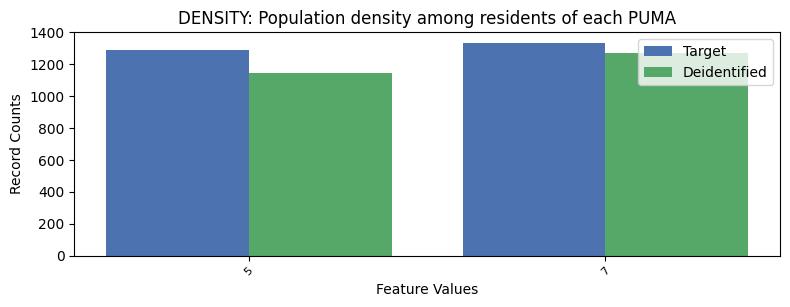 DENSITY: Population density among residents of each PUMA
Record Counts
1400
1200
1000
800
600
400
200
0
Target
Deidentified
5
7
Feature Values